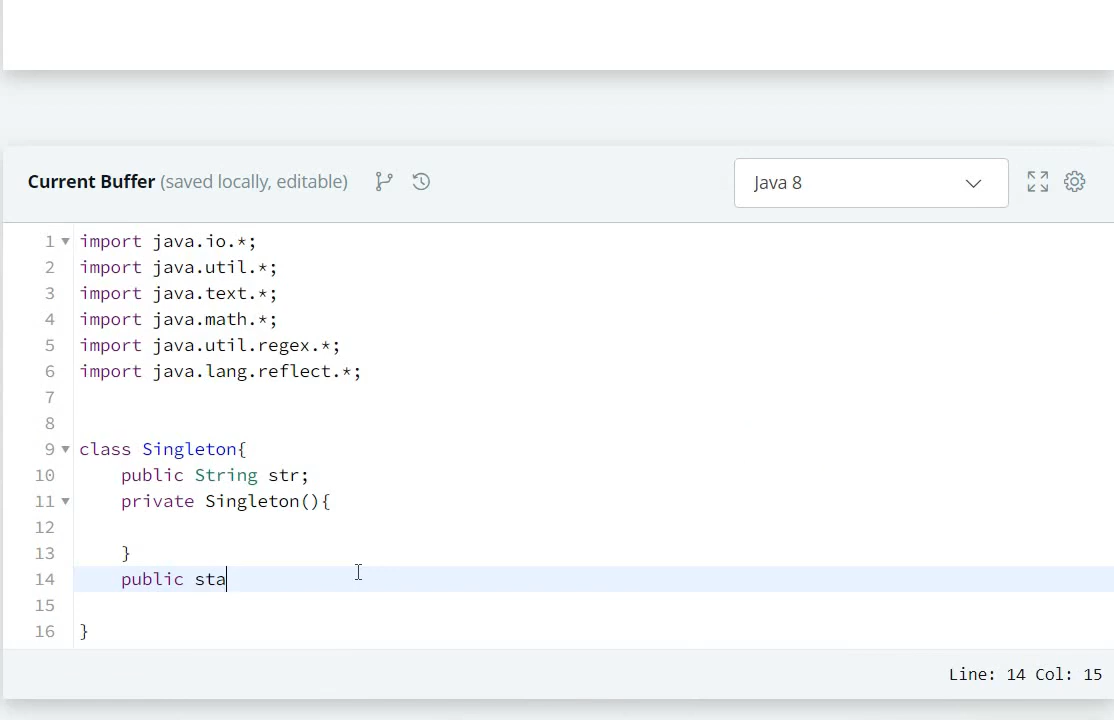 Current Buffer (saved locally, editable)
Java 8
1 import java.io.*;
2 import java.util.*;
3 import java.text.*;
4 import java.math.*;
5 import java.util.regex.*;
6 import java.lang.reflect.*;
7
8
9 class Singleton{
10 public String str;
11 private Singleton(){
12
13 }
14 public sta
15
16 }
Line: 14 Col: 15